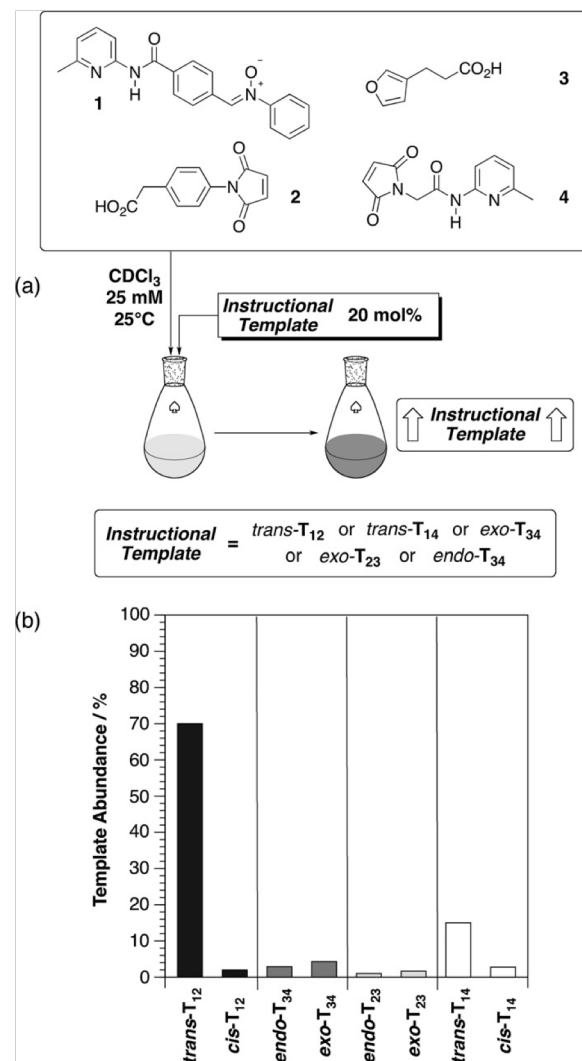 N
N
H
O
O
−
N
+
1
O
CO₂H
3
HO₂C
N
O
O
2
O
N
O
O
N
H
N
4
(a)
CDCl₃
25 mM
25°C
Instructional
Template
20 mol%
Instructional
Template
Instructional
Template
=
trans-T₁₂ or trans-T₁₄ or exo-T₃₄
or exo-T₂₃ or endo-T₃₄
(b)
Template Abundance / %
100
90
80
70
60
50
40
30
20
10
0
trans-T₁₂
cis-T₁₂
endo-T₃₄
exo-T₃₄
endo-T₂₃
exo-T₂₃
trans-T₁₄
cis-T₁₄